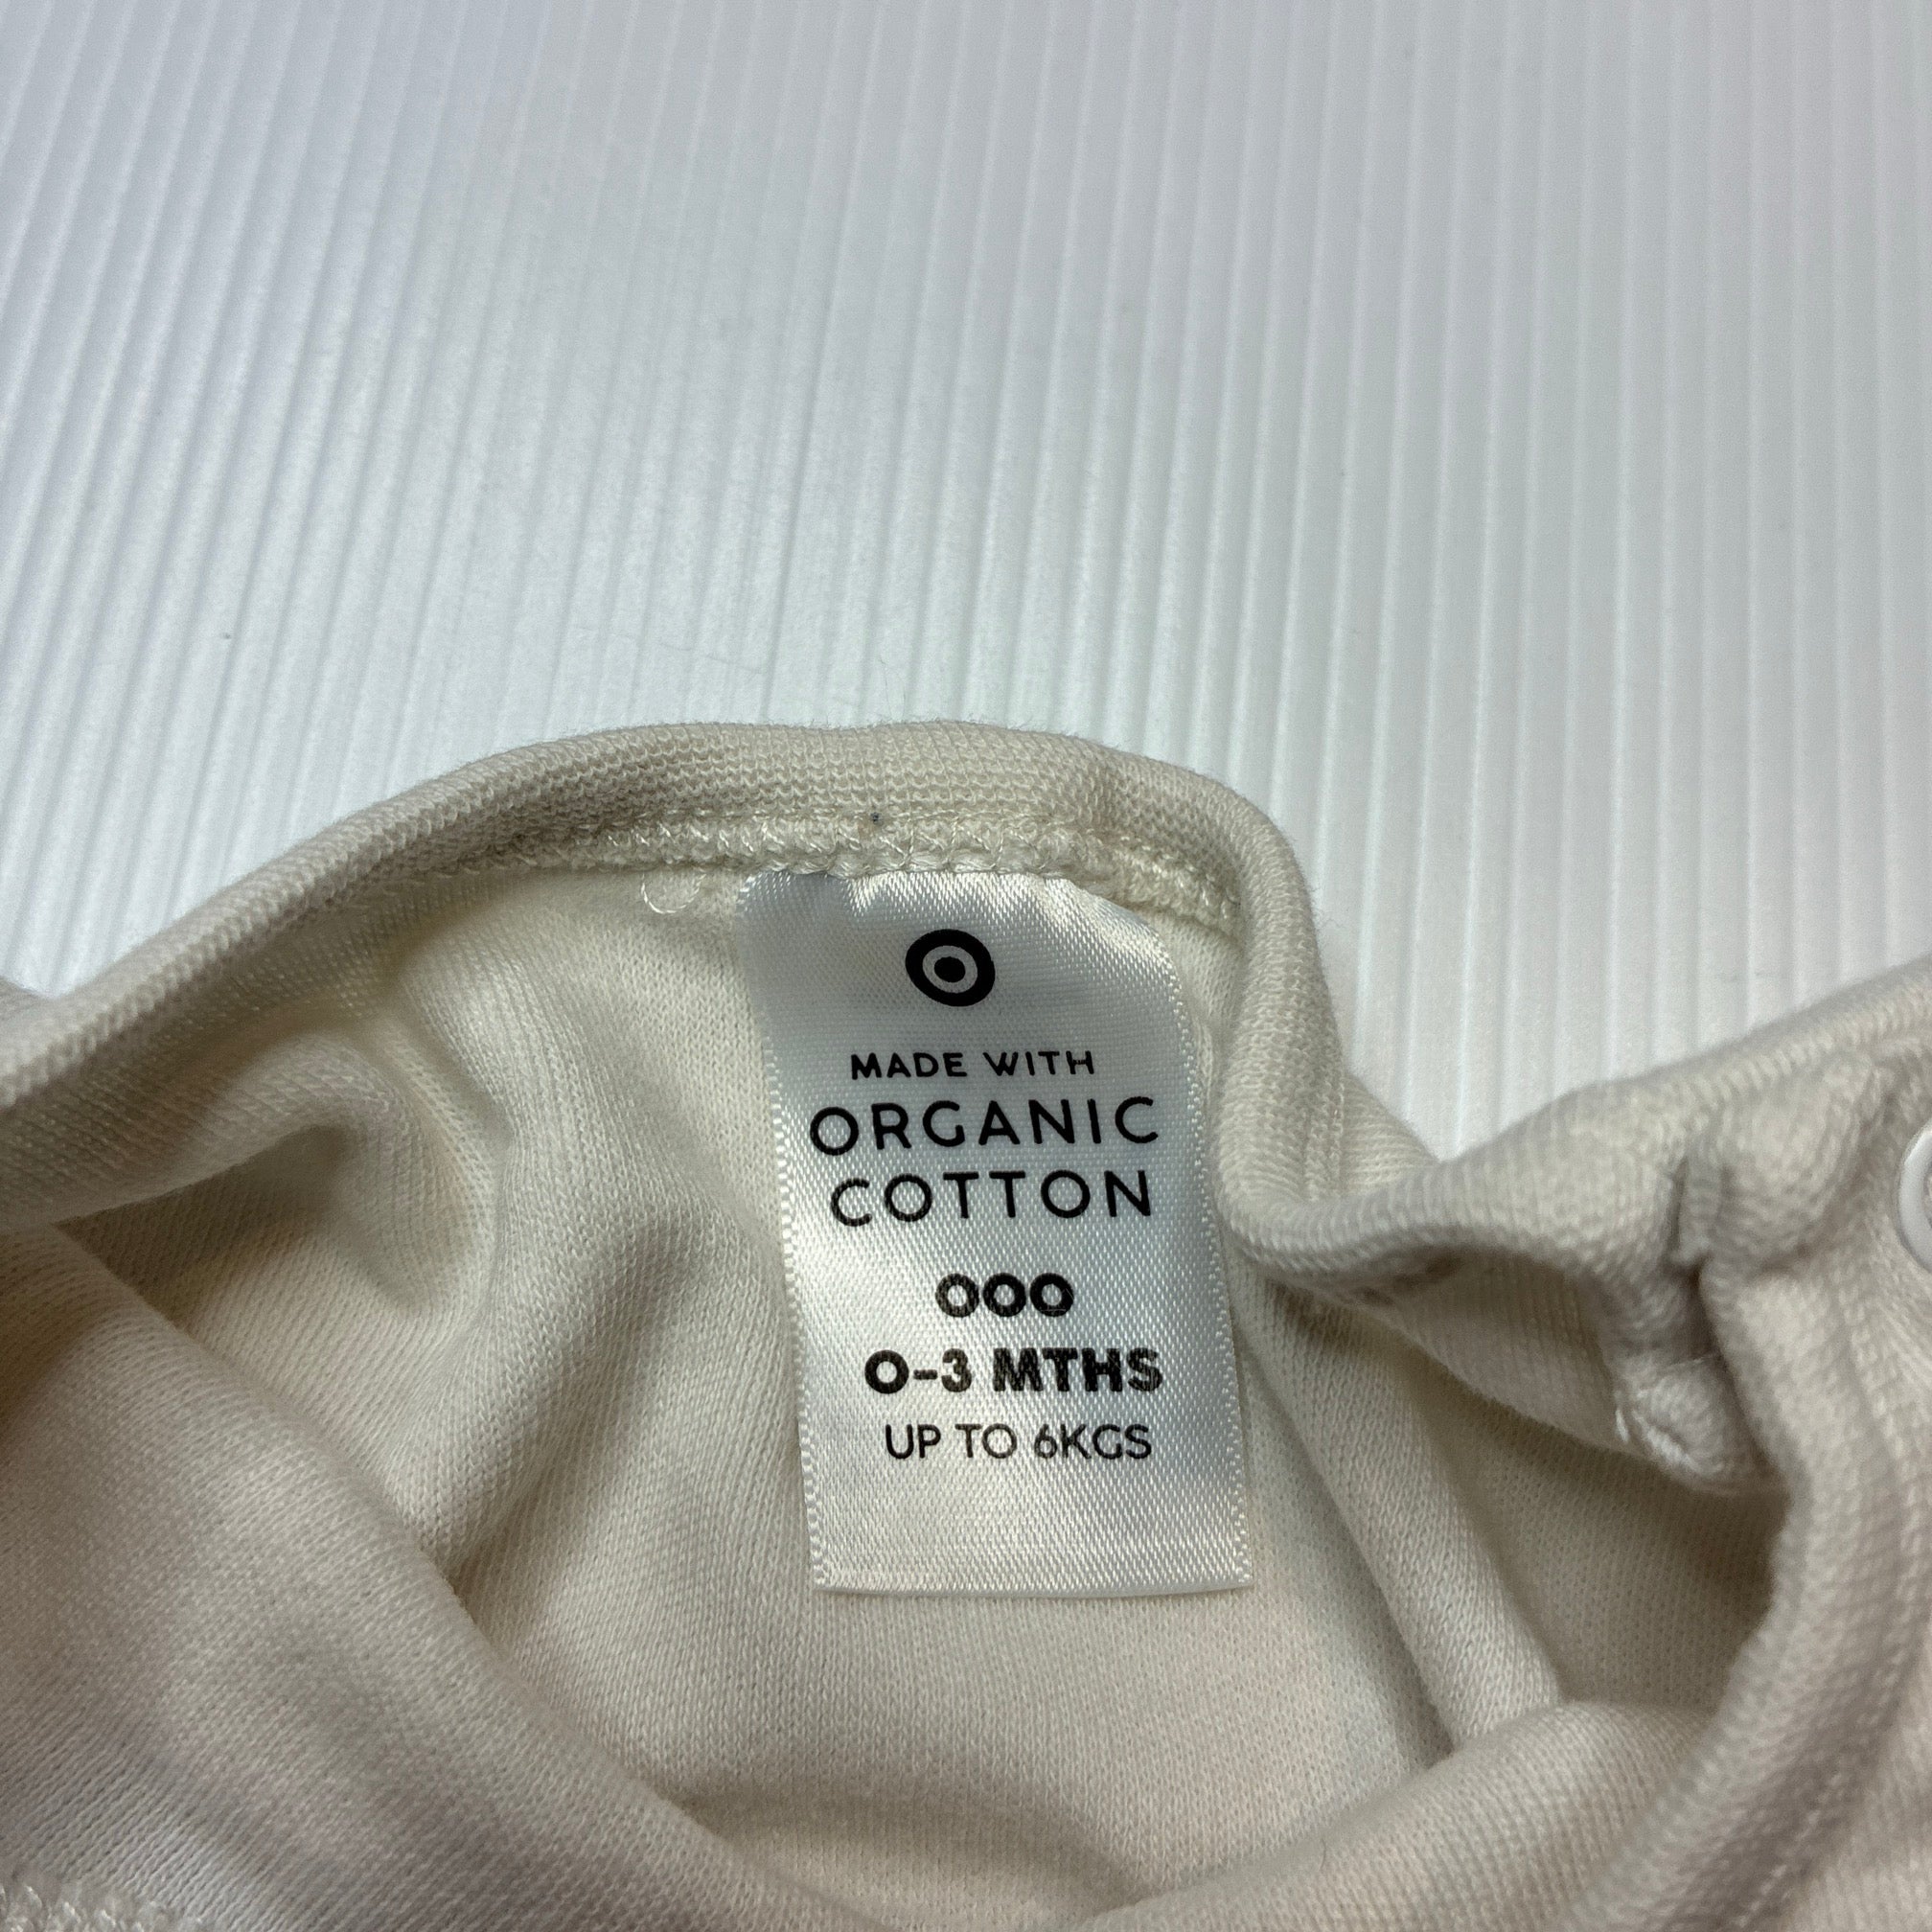 MADE WITH
ORGANIC
COTTON
000
0-3 MTHS
UP TO 6KGS